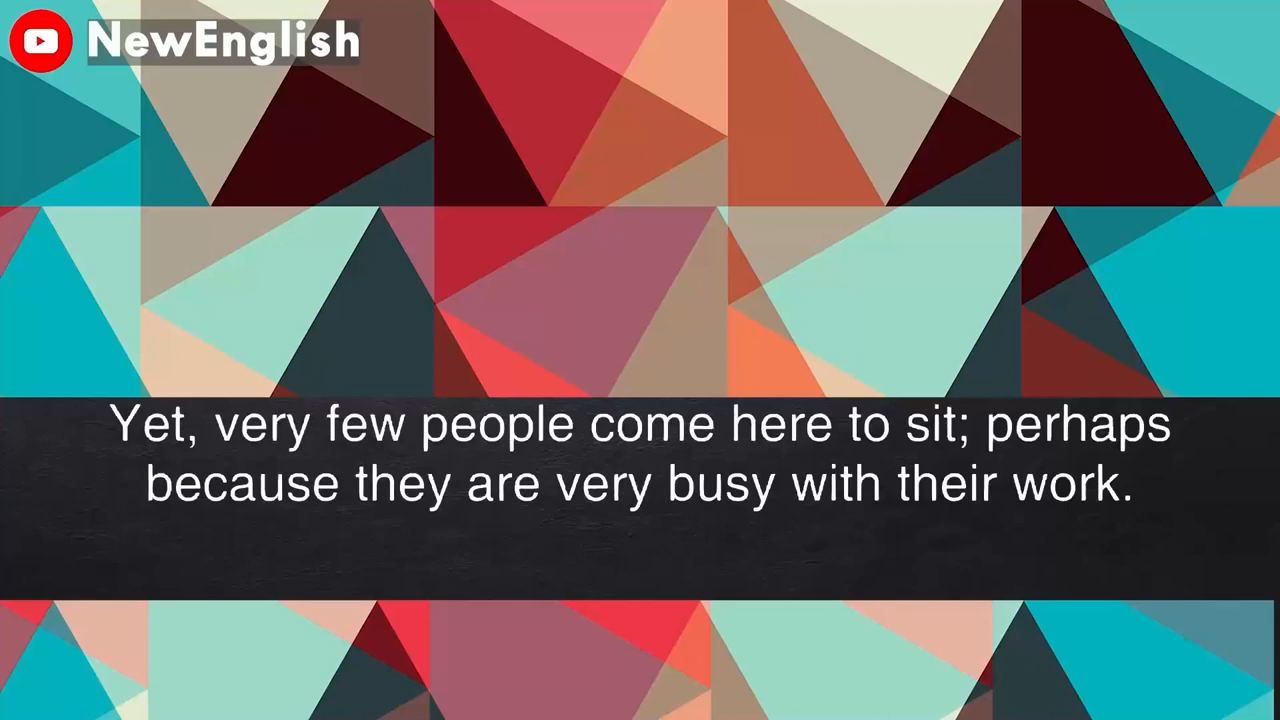 NewEnglish
Yet, very few people come here to sit; perhaps
because they are very busy with their work.